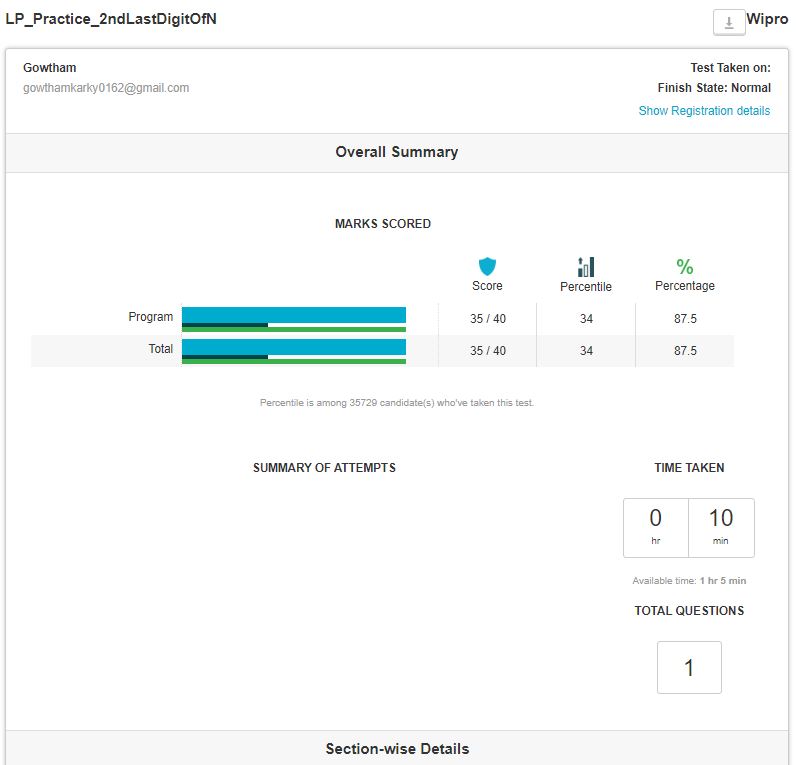 LP_Practice_2ndLastDigitOfN
Wipro
Gowtham
Test Taken on:
gowthamkarky0162@gmail.com
Finish State: Normal
Show Registration details
Overall Summary
MARKS SCORED
Score Percentile Percentage
%
Program 35 / 40 34 87.5
Total 35 / 40 34 87.5
Percentile is among 35729 candidate(s) who've taken this test.
SUMMARY OF ATTEMPTS
TIME TAKEN
0 10
hr min
Available time: 1 hr 5 min
TOTAL QUESTIONS
1
Section-wise Details